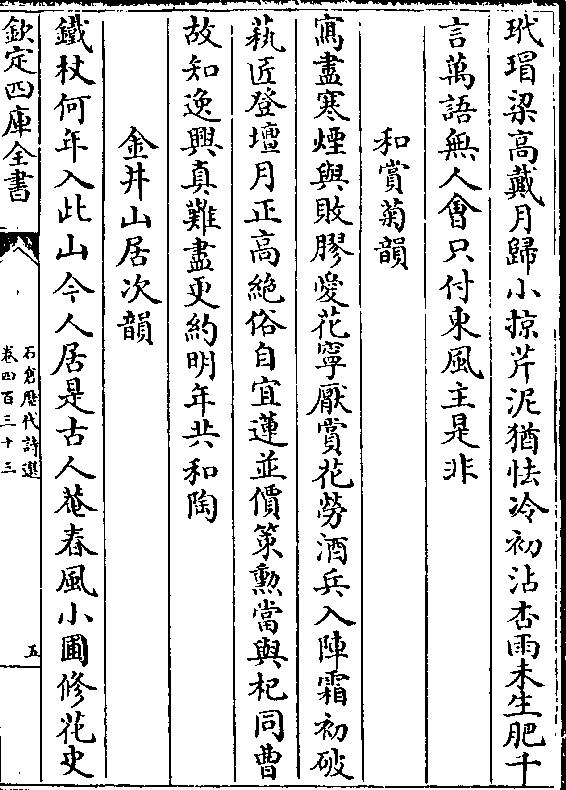 玳瑁梁高戴月歸小掠芹泥猶怯冷初沾杏雨未生肥千
言萬語無人會只付東風主是非
和賞菊韻
寫盡寒煙與敗膠愛花寧厭賞花勞酒兵入陣霜初破
蓺匠登壇月正高絶俗自宜蓮並價策勲當與杞同曹
故知逸興真難盡更約明年共和陶
金井山居次韻
鐵杖何年入此山今人居是古人菴春風小圃修花史
欽定四庫全書
石倉歴代詩選
卷四百三十三
五